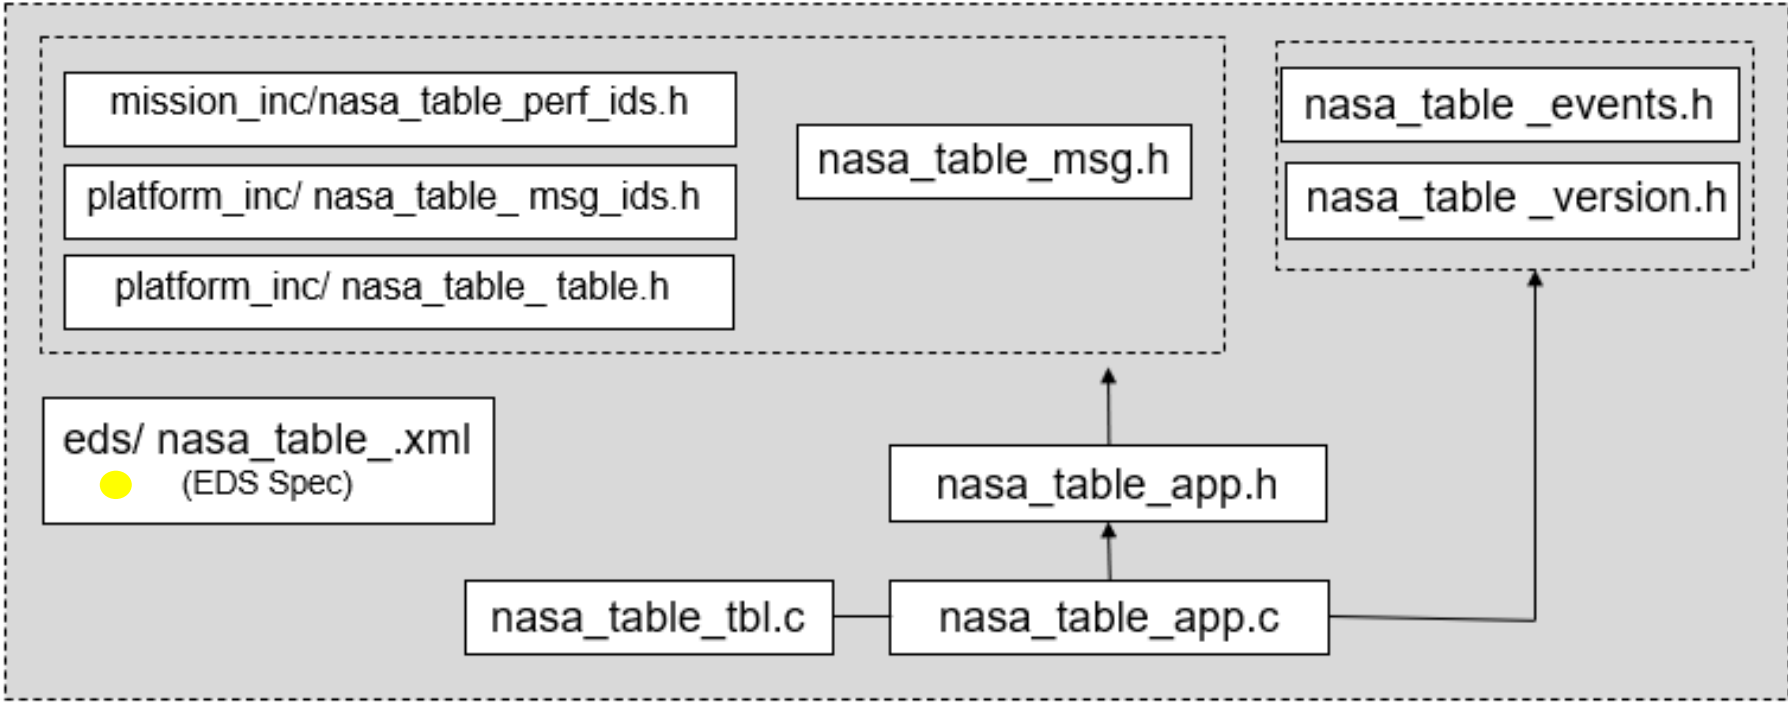 mission_inc/nasa_table_perf_ids.h
platform_inc/ nasa_table_ msg_ids.h
platform_inc/ nasa_table_ table.h
nasa_table_msg.h
nasa_table _events.h
nasa_table _version.h
eds/ nasa_table_.xml
(EDS Spec)
nasa_table_app.h
nasa_table_tbl.c
nasa_table_app.c